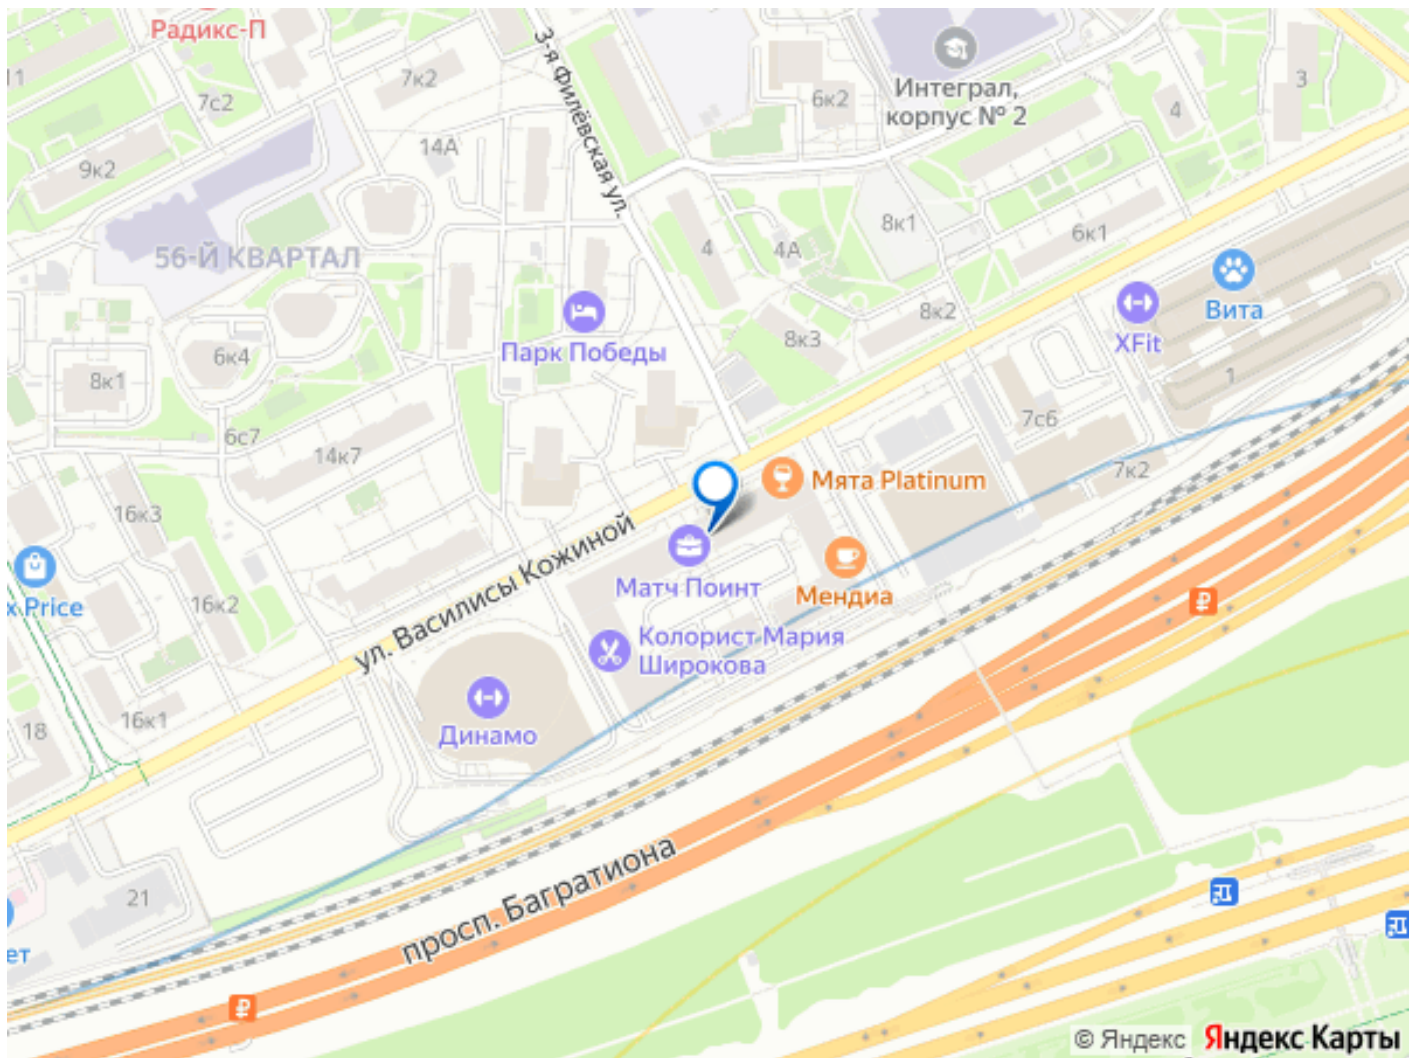 Радикс-П
11
7к2
7с2
9к2
14А
3-я Филёвская ул.
6к2
Интеграл,
корпус № 2
4
3
56-Й КВАРТАЛ
4
4А
8к1
6к1
Парк Победы
8к3
8к2
XFit
Вита
1
6к4
8к1
6с7
14к7
7с6
7к2
Мята Platinum
16к3
ул. Василисы Кожиной
Матч Поинт
Мендиа
x Price
16к2
Колорист Мария
Широкова
18
16к1
Динамо
21
ет
просп. Багратиона
© Яндекс Яндекс Карты